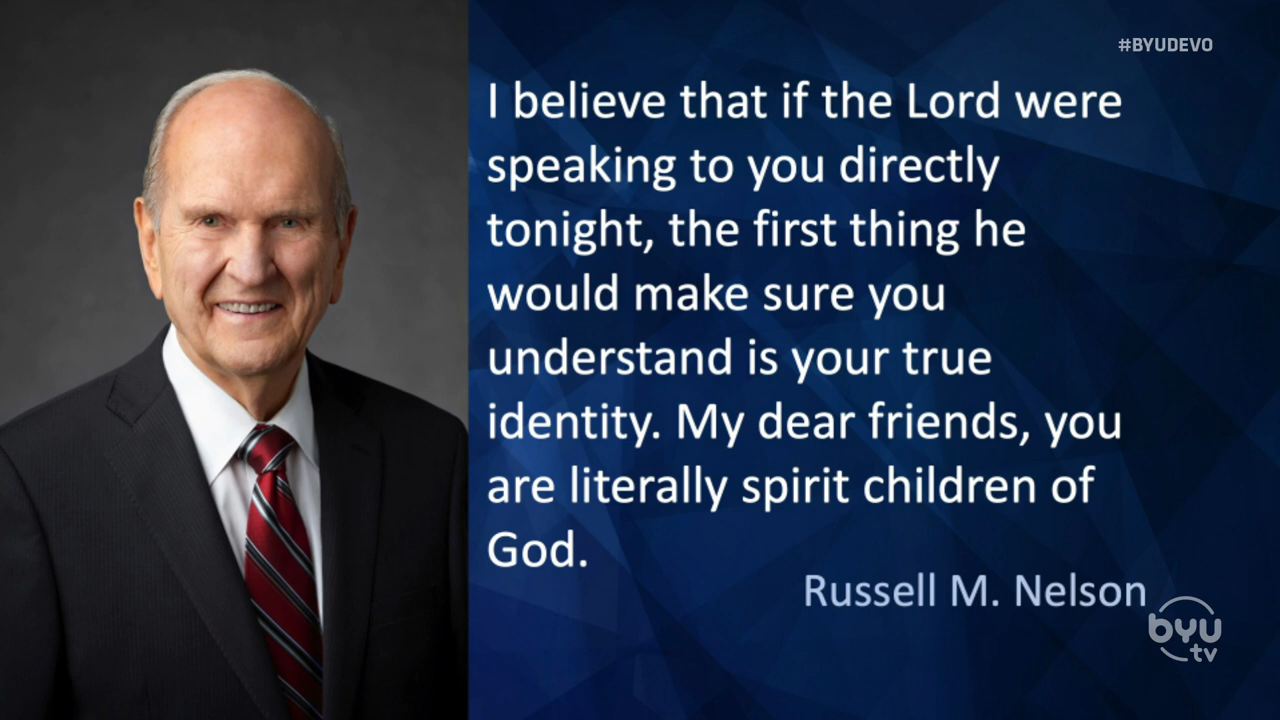 #BYUDEVO
I believe that if the Lord were
speaking to you directly
tonight, the first thing he
would make sure you
understand is your true
identity. My dear friends, you
are literally spirit children of
God.
Russell M. Nelson
byu
tv